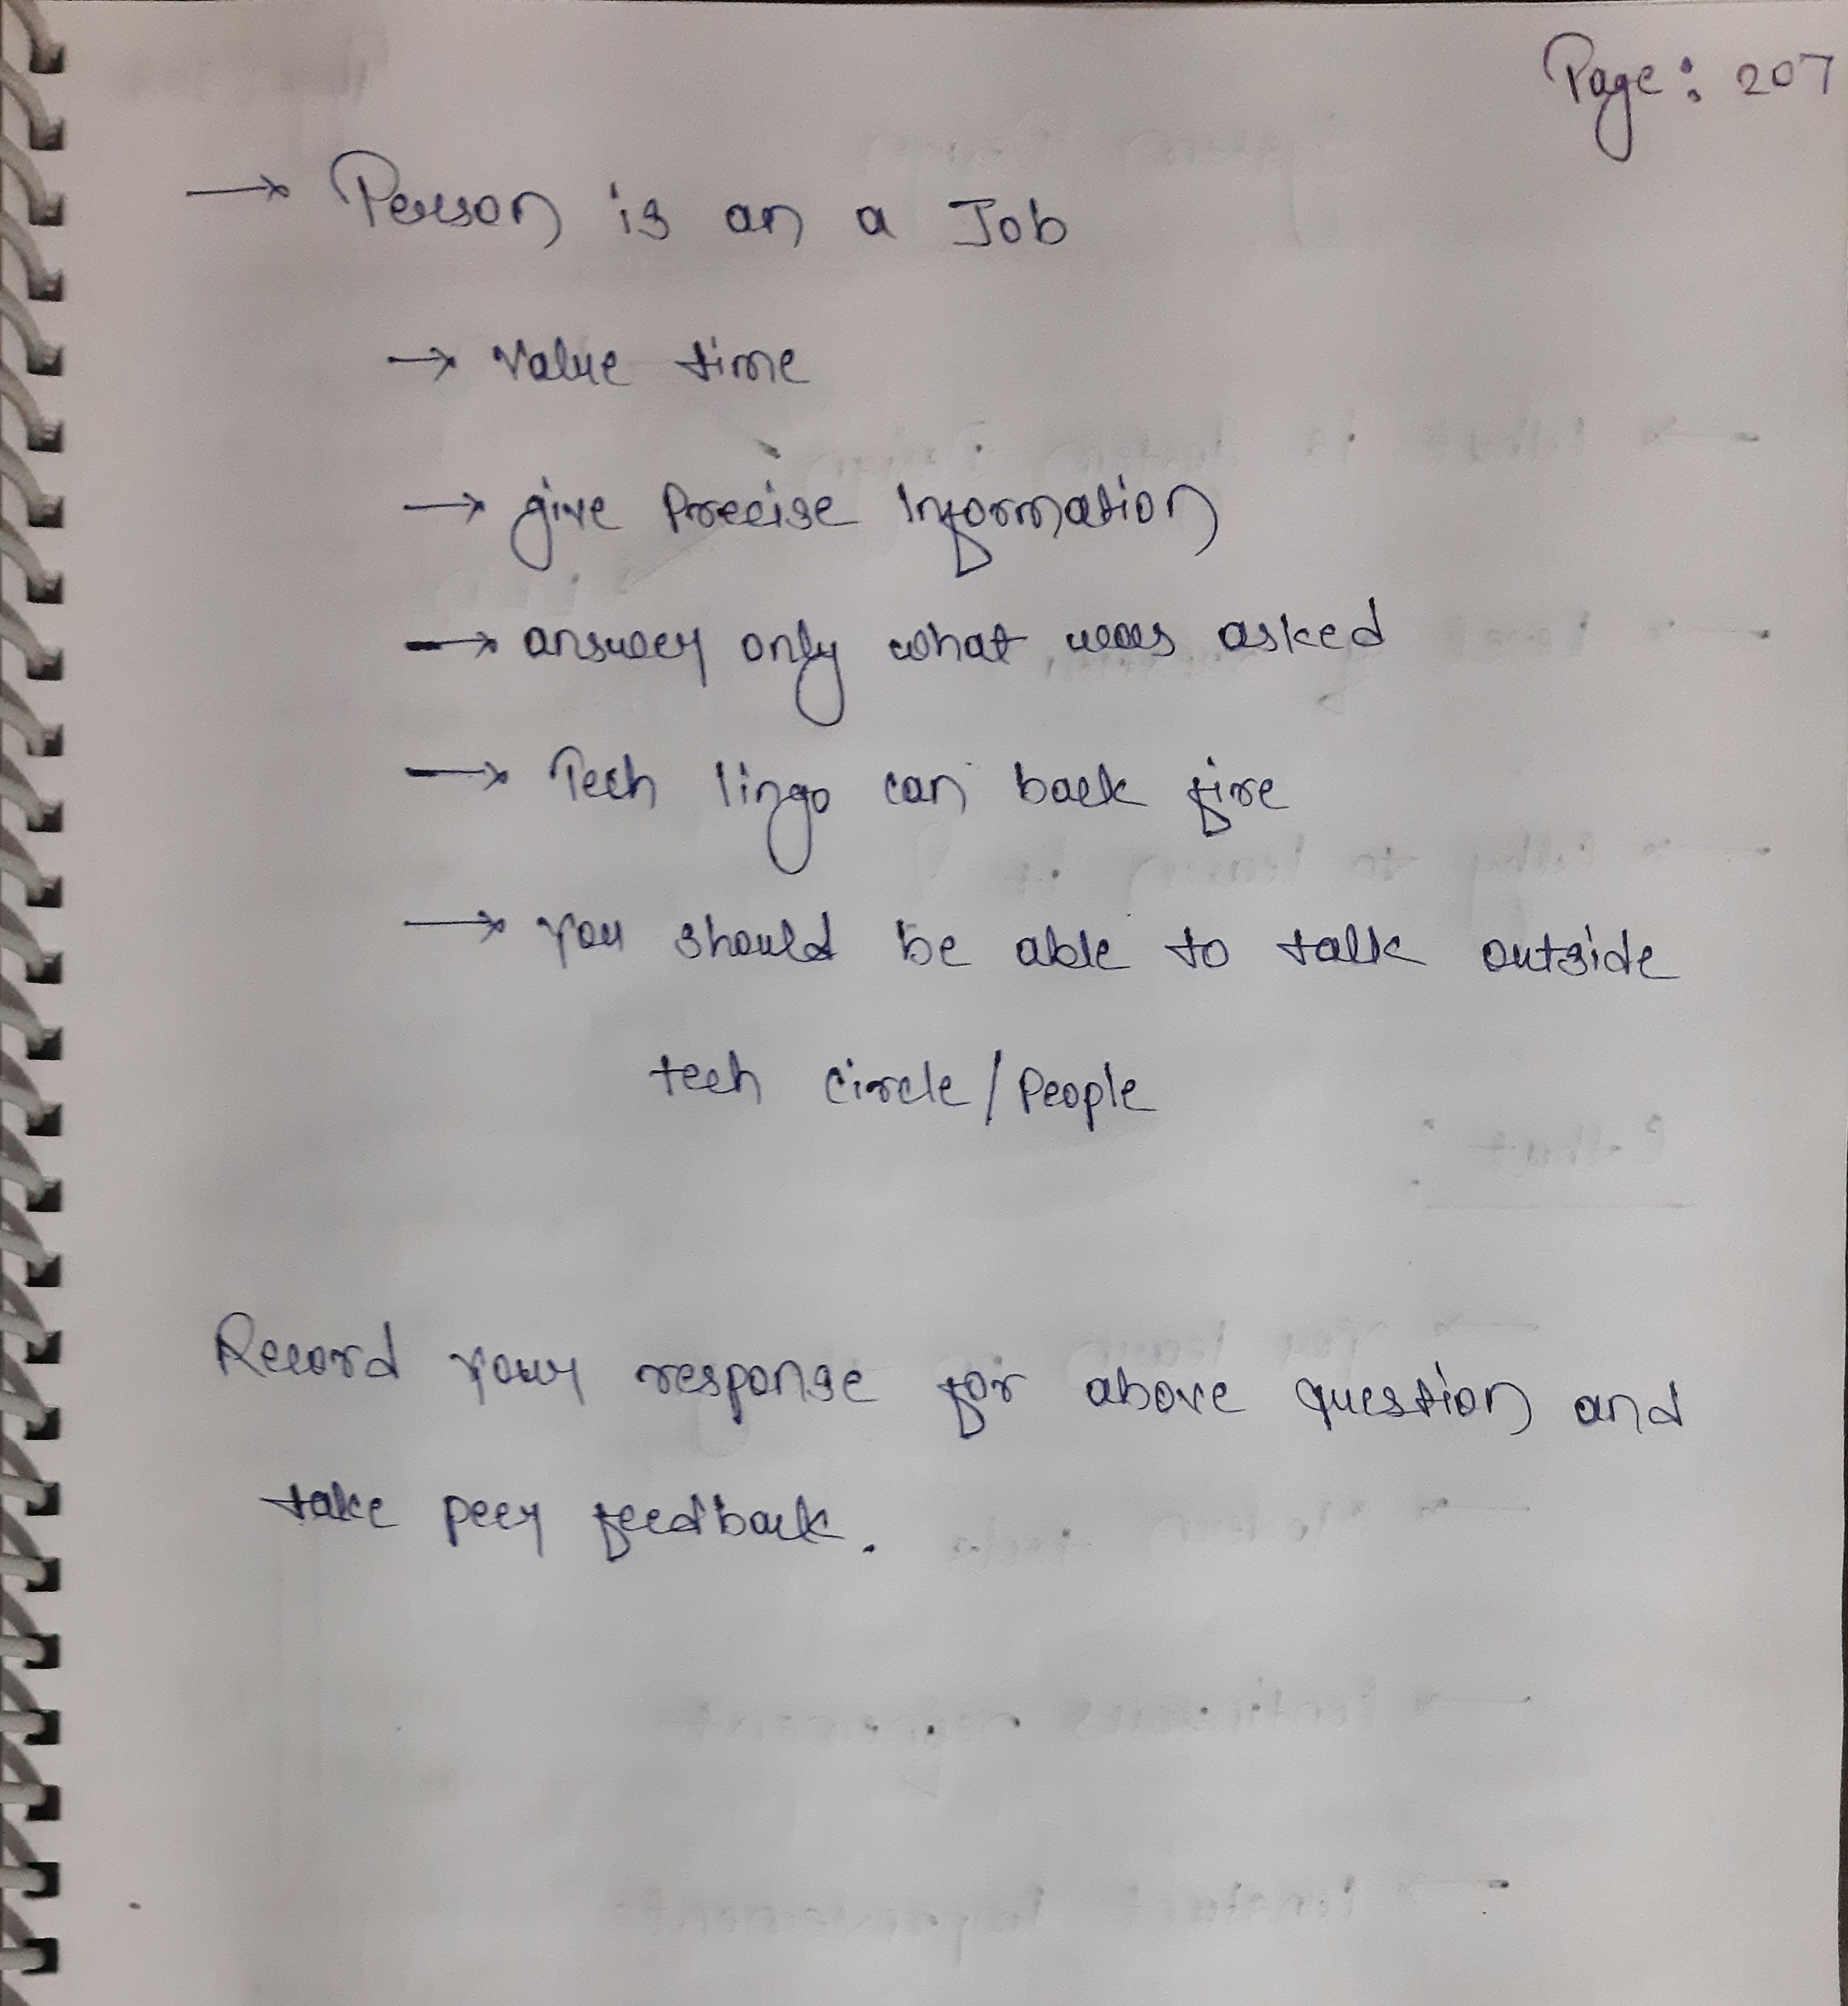 Page: 207
→ Person is an a Job
→ Value time
→ give Precise Information
→ answer only what was asked
→ Tech lingo can back fire
→ You should be able to talk outside
tech circle/People
Record your response for above question and
take peer feedback.